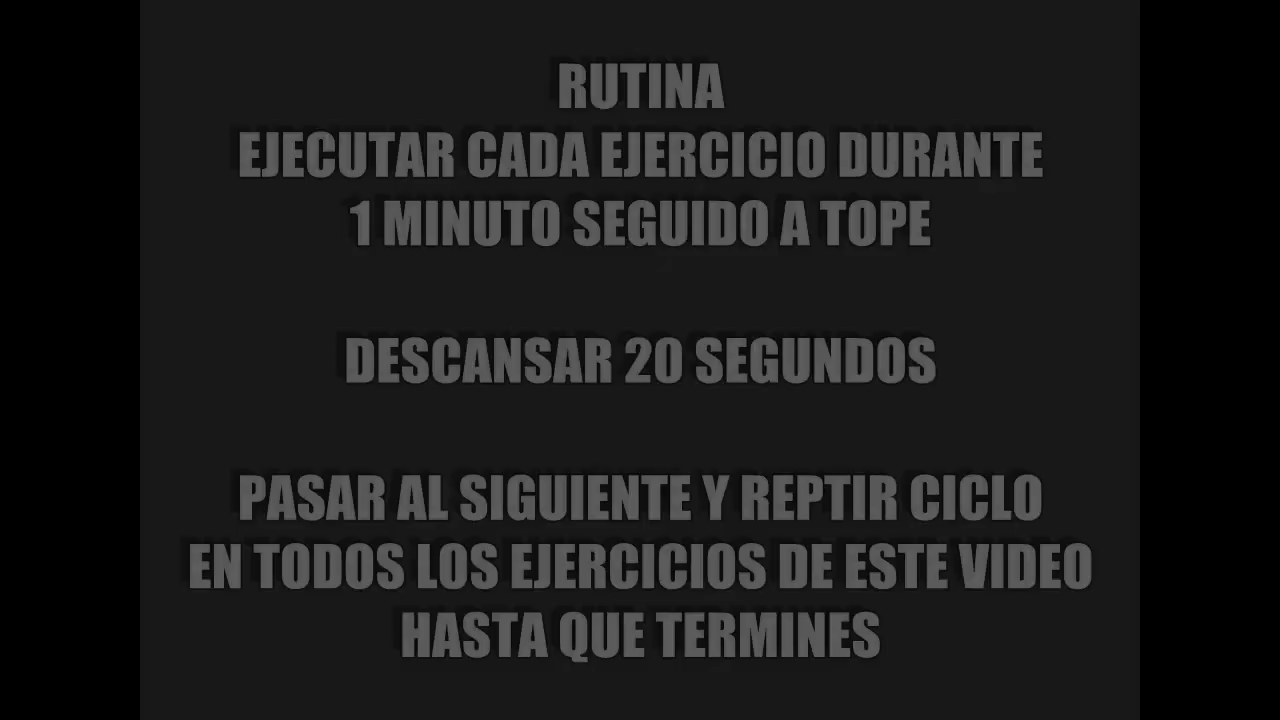 RUTINA
EJECUTAR CADA EJERCICIO DURANTE
1 MINUTO SEGUIDO A TOPE
DESCANSAR 20 SEGUNDOS
PASAR AL SIGUIENTE Y REPTIR CICLO
EN TODOS LOS EJERCICIOS DE ESTE VIDEO
HASTA QUE TERMINES